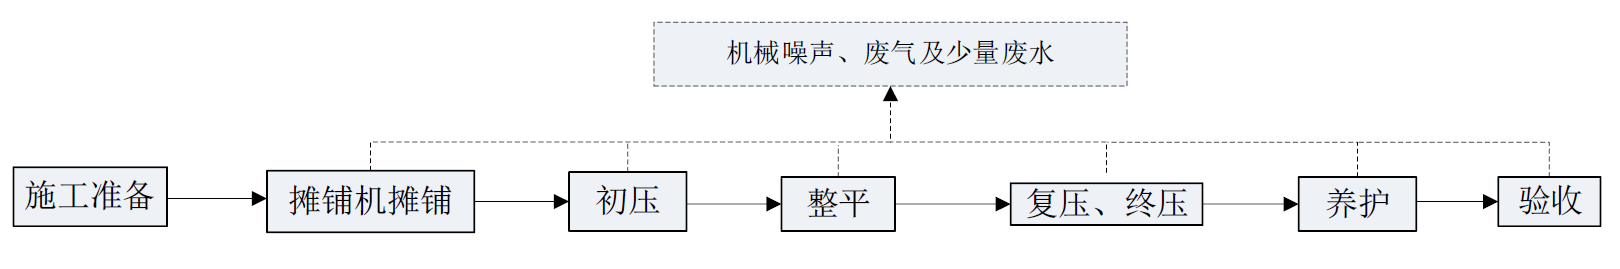 机械噪声、废气及少量废水
施工准备
摊铺机摊铺
初压
整平
复压、终压
养护
验收